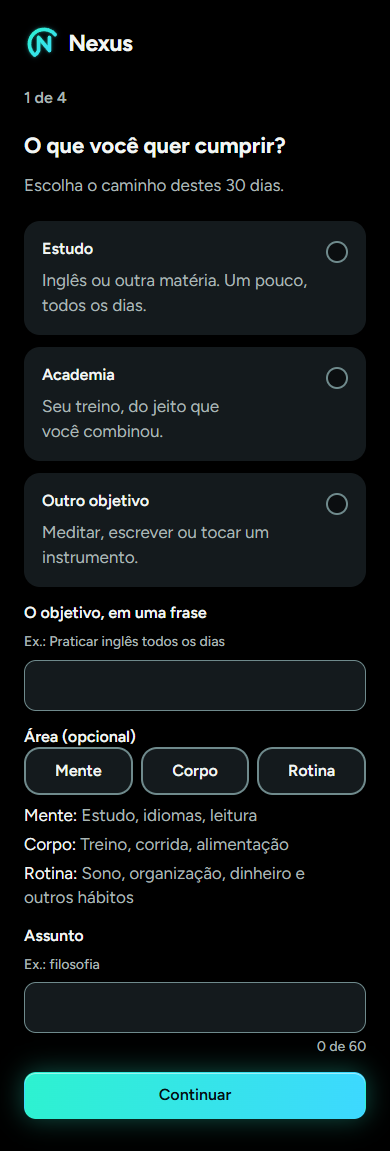 Nexus
1 de 4
O que você quer cumprir?
Escolha o caminho destes 30 dias.
Estudo
Inglês ou outra matéria. Um pouco,
todos os dias.
Academia
Seu treino, do jeito que
você combinou.
Outro objetivo
Meditar, escrever ou tocar um
instrumento.
O objetivo, em uma frase
Ex.: Praticar inglês todos os dias
Área (opcional)
Mente
Corpo
Rotina
Mente: Estudo, idiomas, leitura
Corpo: Treino, corrida, alimentação
Rotina: Sono, organização, dinheiro e
outros hábitos
Assunto
Ex.: filosofia
0 de 60
Continuar